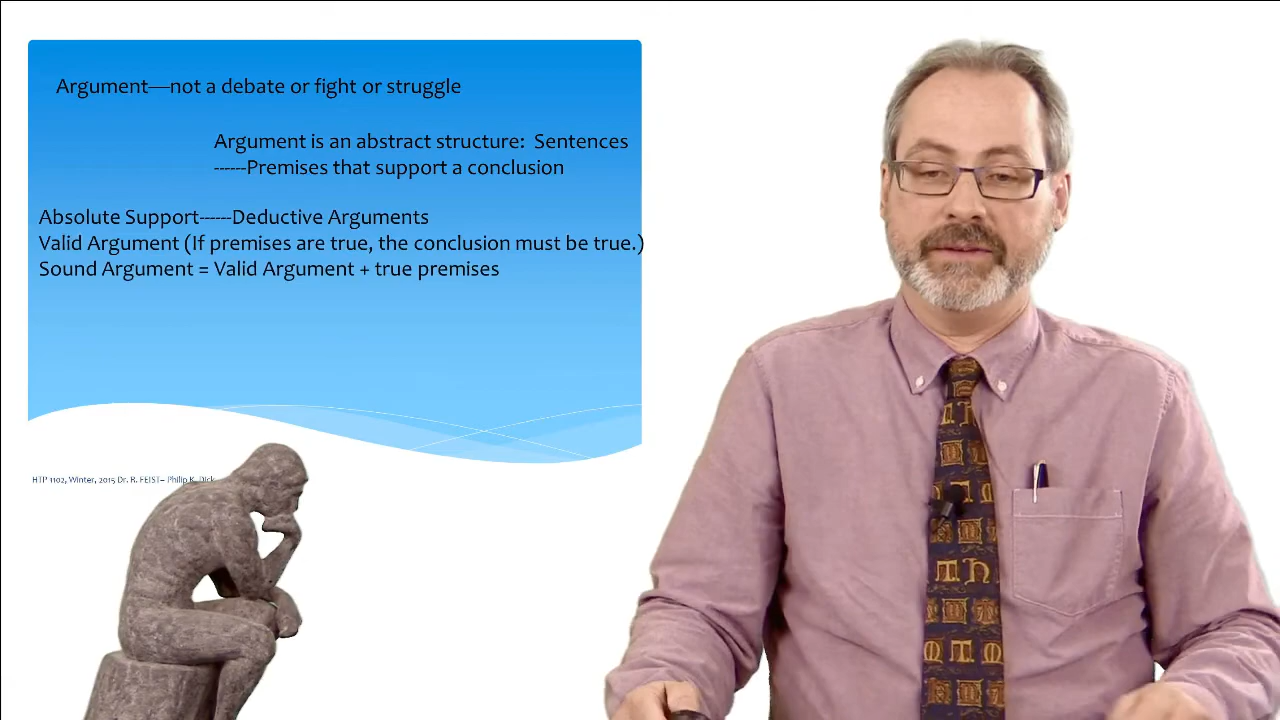 Argument—not a debate or fight or struggle
Argument is an abstract structure:  Sentences
------Premises that support a conclusion
Absolute Support------Deductive Arguments
Valid Argument (If premises are true, the conclusion must be true.)
Sound Argument = Valid Argument + true premises
HTP 1102, Winter, 2015 Dr. R. FEIST– Philip K. Dick